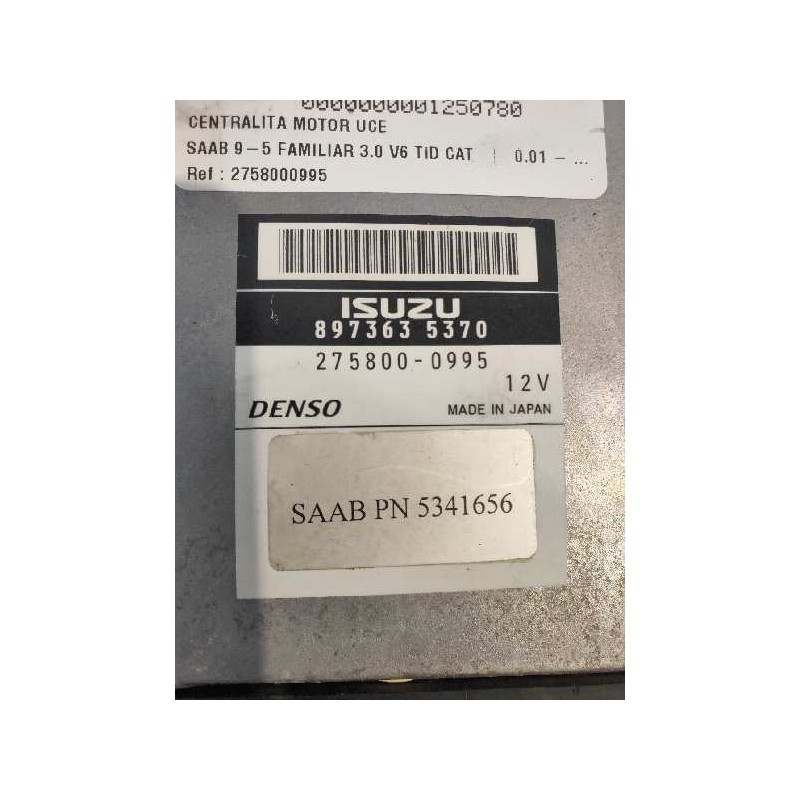 0000000001250780
CENTRALITA MOTOR UCE
SAAB 9-5 FAMILIAR 3.0 V6 TiD CAT | 0.01 - ...
Ref : 2758000995
ISUZU
897363 5370
275800-0995
12V
DENSO MADE IN JAPAN
SAAB PN 5341656